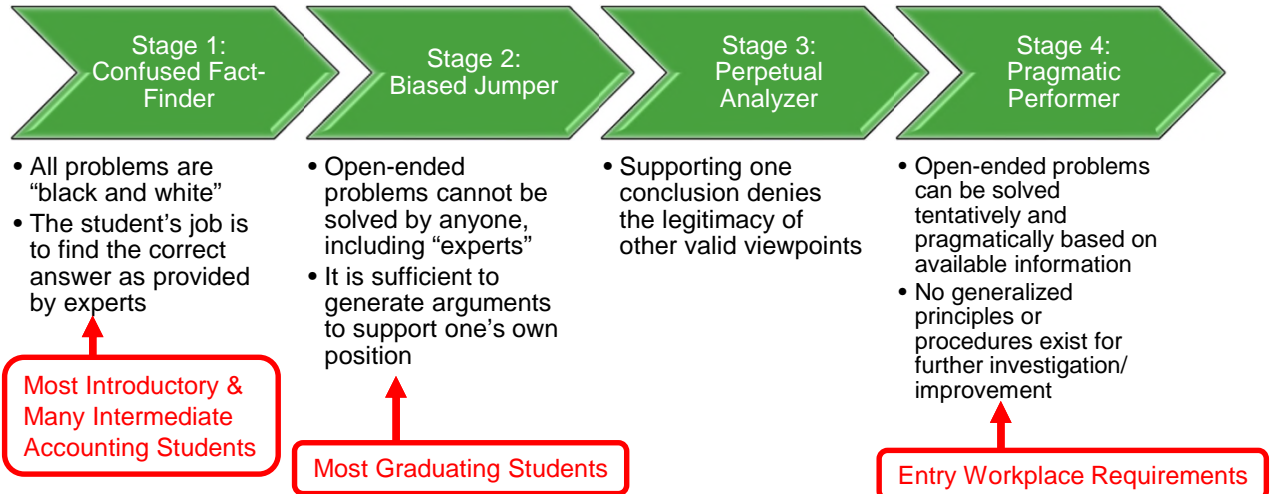 Stage 1:
Confused Fact-
Finder
• All problems are
“black and white”
• The student’s job is
to find the correct
answer as provided
by experts
Most Introductory &
Many Intermediate
Accounting Students
Stage 2:
Biased Jumper
• Open-ended
problems cannot be
solved by anyone,
including “experts”
• It is sufficient to
generate arguments
to support one’s own
position
Most Graduating Students
Stage 3:
Perpetual
Analyzer
• Supporting one
conclusion denies
the legitimacy of
other valid viewpoints
Stage 4:
Pragmatic
Performer
• Open-ended problems
can be solved
tentatively and
pragmatically based on
available information
• No generalized
principles or
procedures exist for
further investigation/
improvement
Entry Workplace Requirements